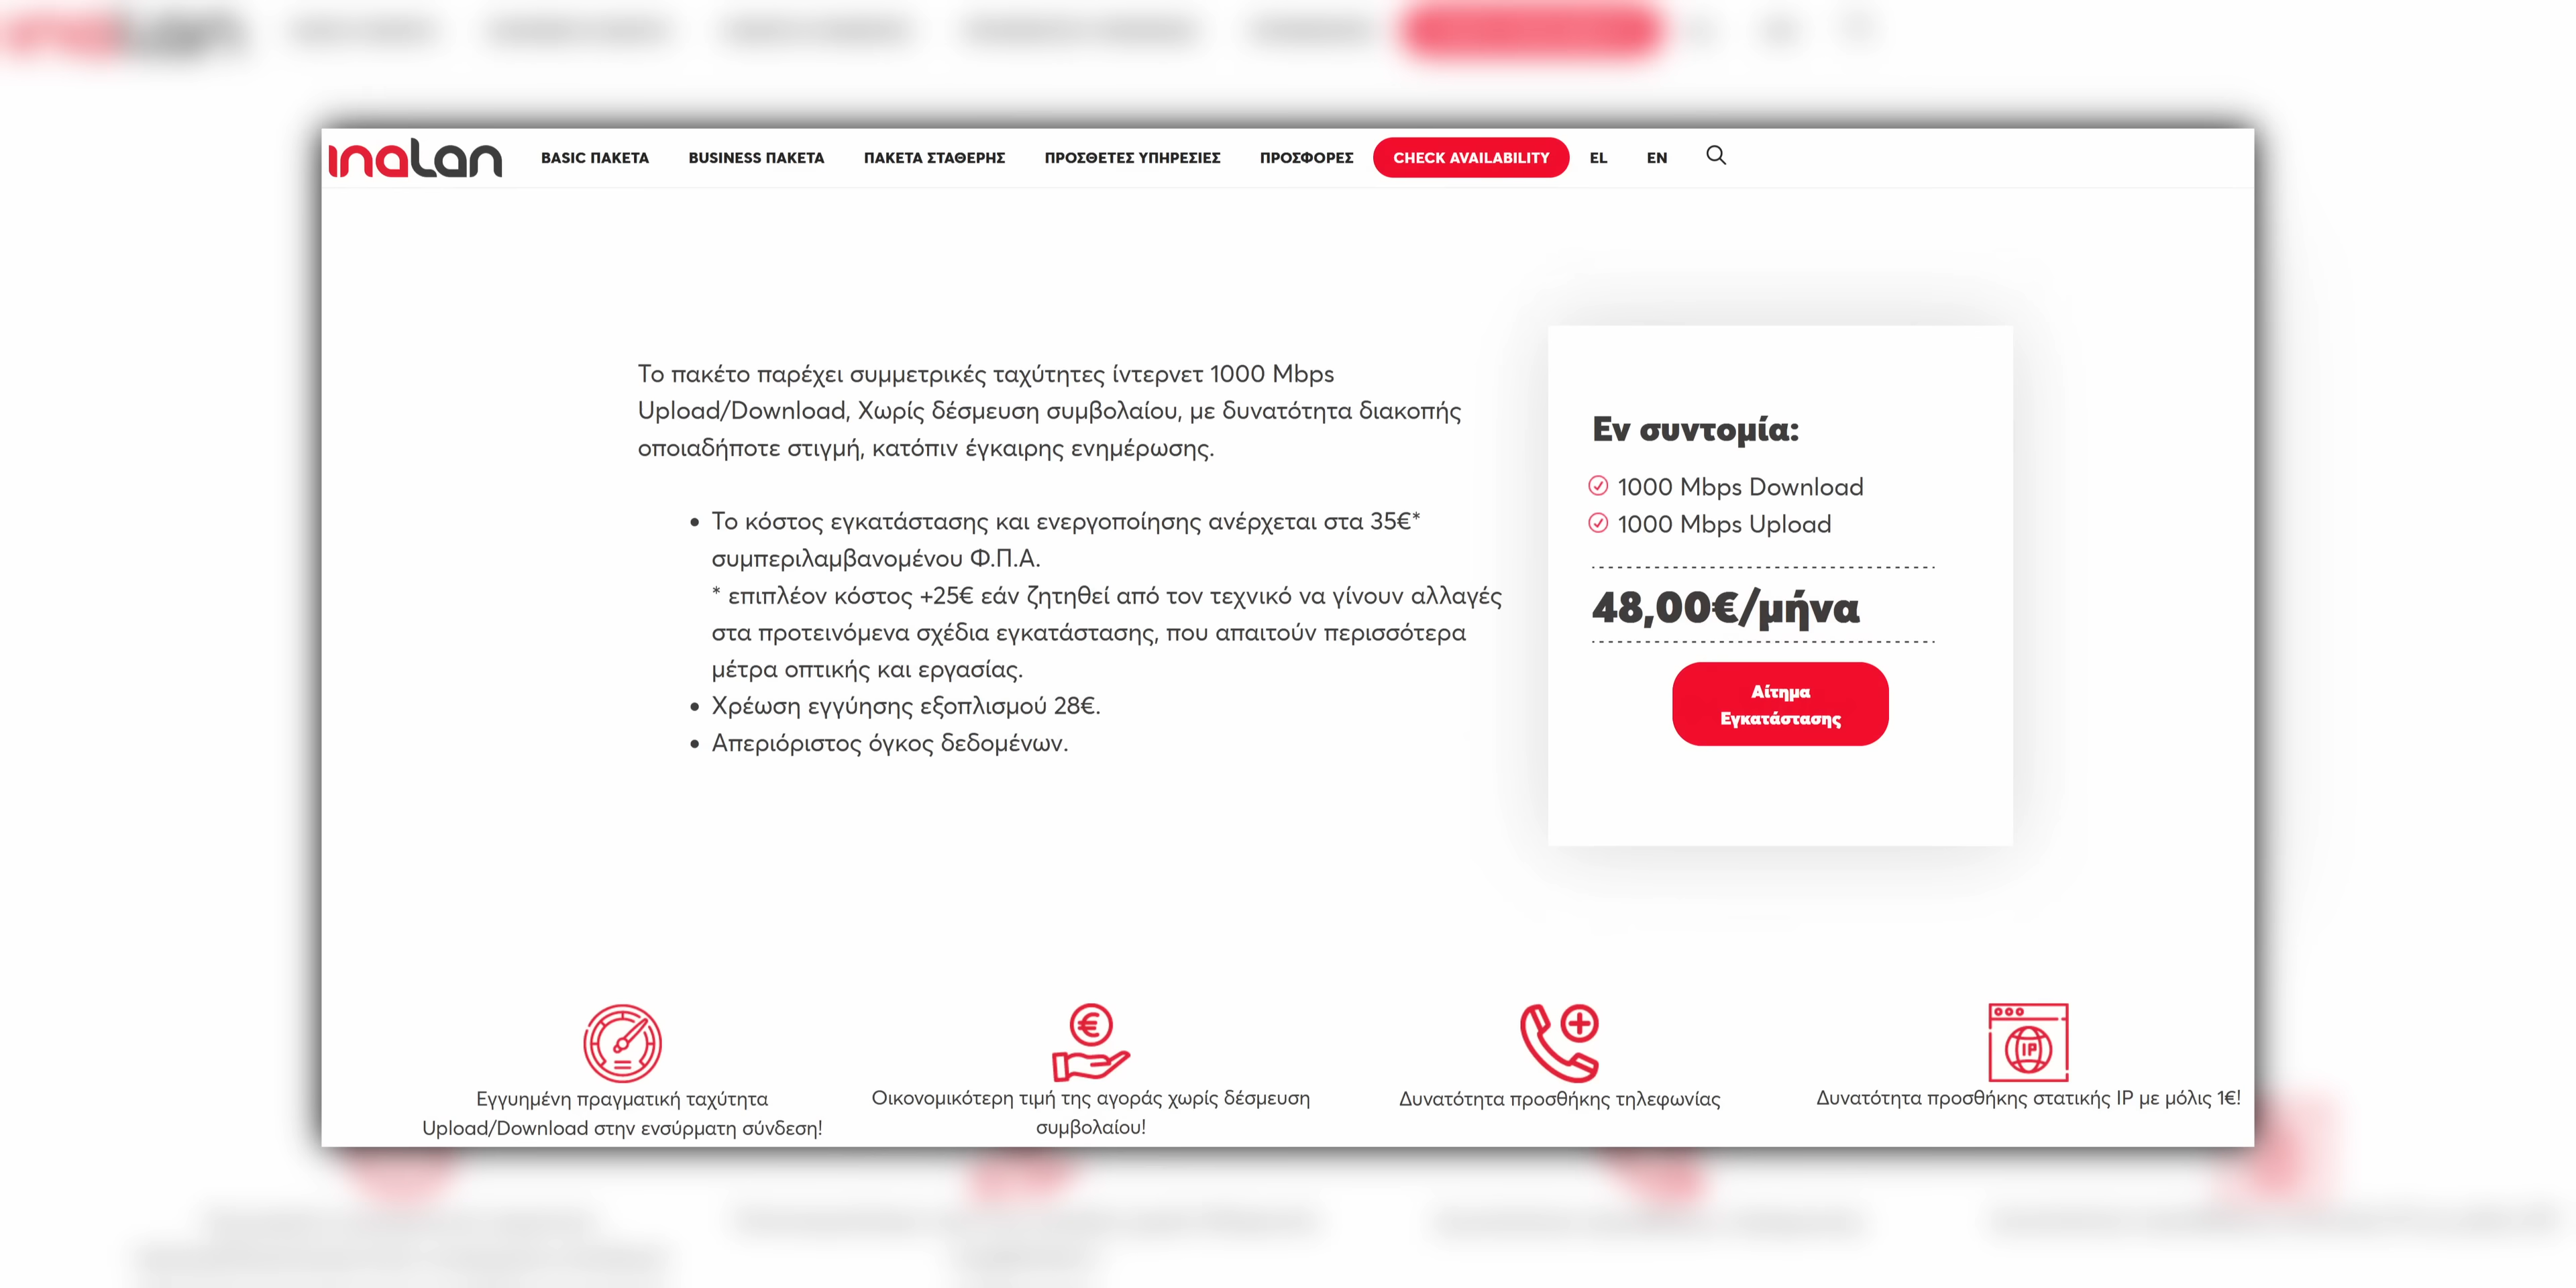 inalan
BASIC ΠΑΚΕΤΑ
BUSINESS ΠΑΚΕΤΑ
ΠΑΚΕΤΑ ΣΤΑΘΕΡΗΣ
ΠΡΟΣΘΕΤΕΣ ΥΠΗΡΕΣΙΕΣ
ΠΡΟΣΦΟΡΕΣ
CHECK AVAILABILITY
EL
EN
Το πακέτο παρέχει συμμετρικές ταχύτητες ίντερνετ 1000 Mbps
Upload/Download, Χωρίς δέσμευση συμβολαίου, με δυνατότητα διακοπής
οποιαδήποτε στιγμή, κατόπιν έγκαιρης ενημέρωσης.
• Το κόστος εγκατάστασης και ενεργοποίησης ανέρχεται στα 35€*
συμπεριλαμβανομένου Φ.Π.Α.
* επιπλέον κόστος +25€ εάν ζητηθεί από τον τεχνικό να γίνουν αλλαγές
στα προτεινόμενα σχέδια εγκατάστασης, που απαιτούν περισσότερα
μέτρα οπτικής και εργασίας.
• Χρέωση εγγύησης εξοπλισμού 28€.
• Απεριόριστος όγκος δεδομένων.
Εν συντομία:
1000 Mbps Download
1000 Mbps Upload
48,00€/μήνα
Αίτημα
Εγκατάστασης
Εγγυημένη πραγματική ταχύτητα
Upload/Download στην ενσύρματη σύνδεση!
€
Οικονομικότερη τιμή της αγοράς χωρίς δέσμευση
συμβολαίου!
Δυνατότητα προσθήκης τηλεφωνίας
IP
Δυνατότητα προσθήκης στατικής IP με μόλις 1€!